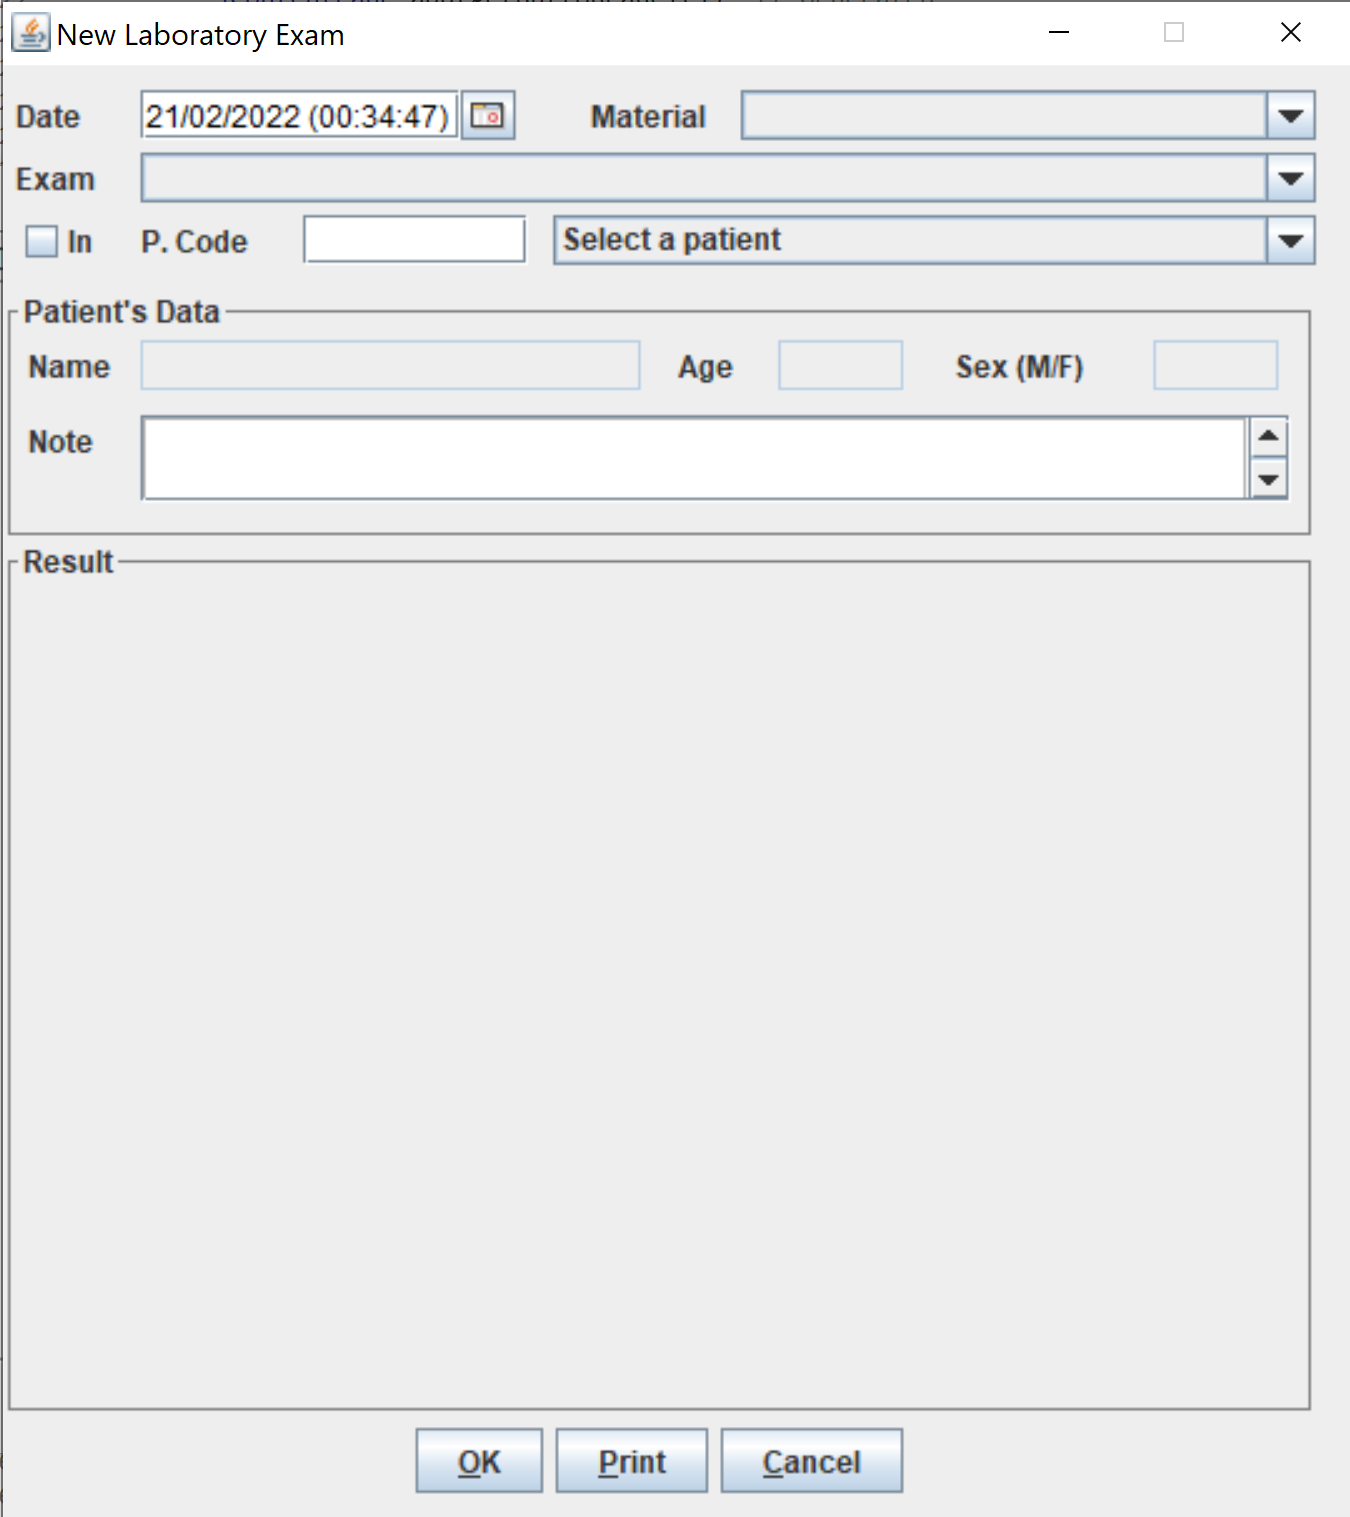 New Laboratory Exam
Date 21/02/2022 (00:34:47) Material
Exam
In P. Code Select a patient
Patient's Data
Name Age Sex (M/F)
Note
Result
OK Print Cancel